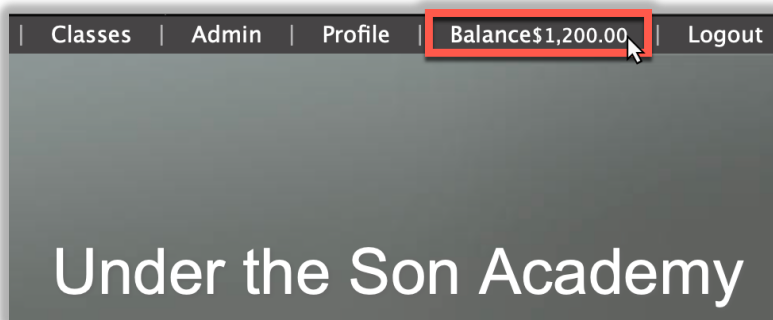 | Classes | Admin | Profile | Balance$1,200.00 | Logout
Under the Son Academy